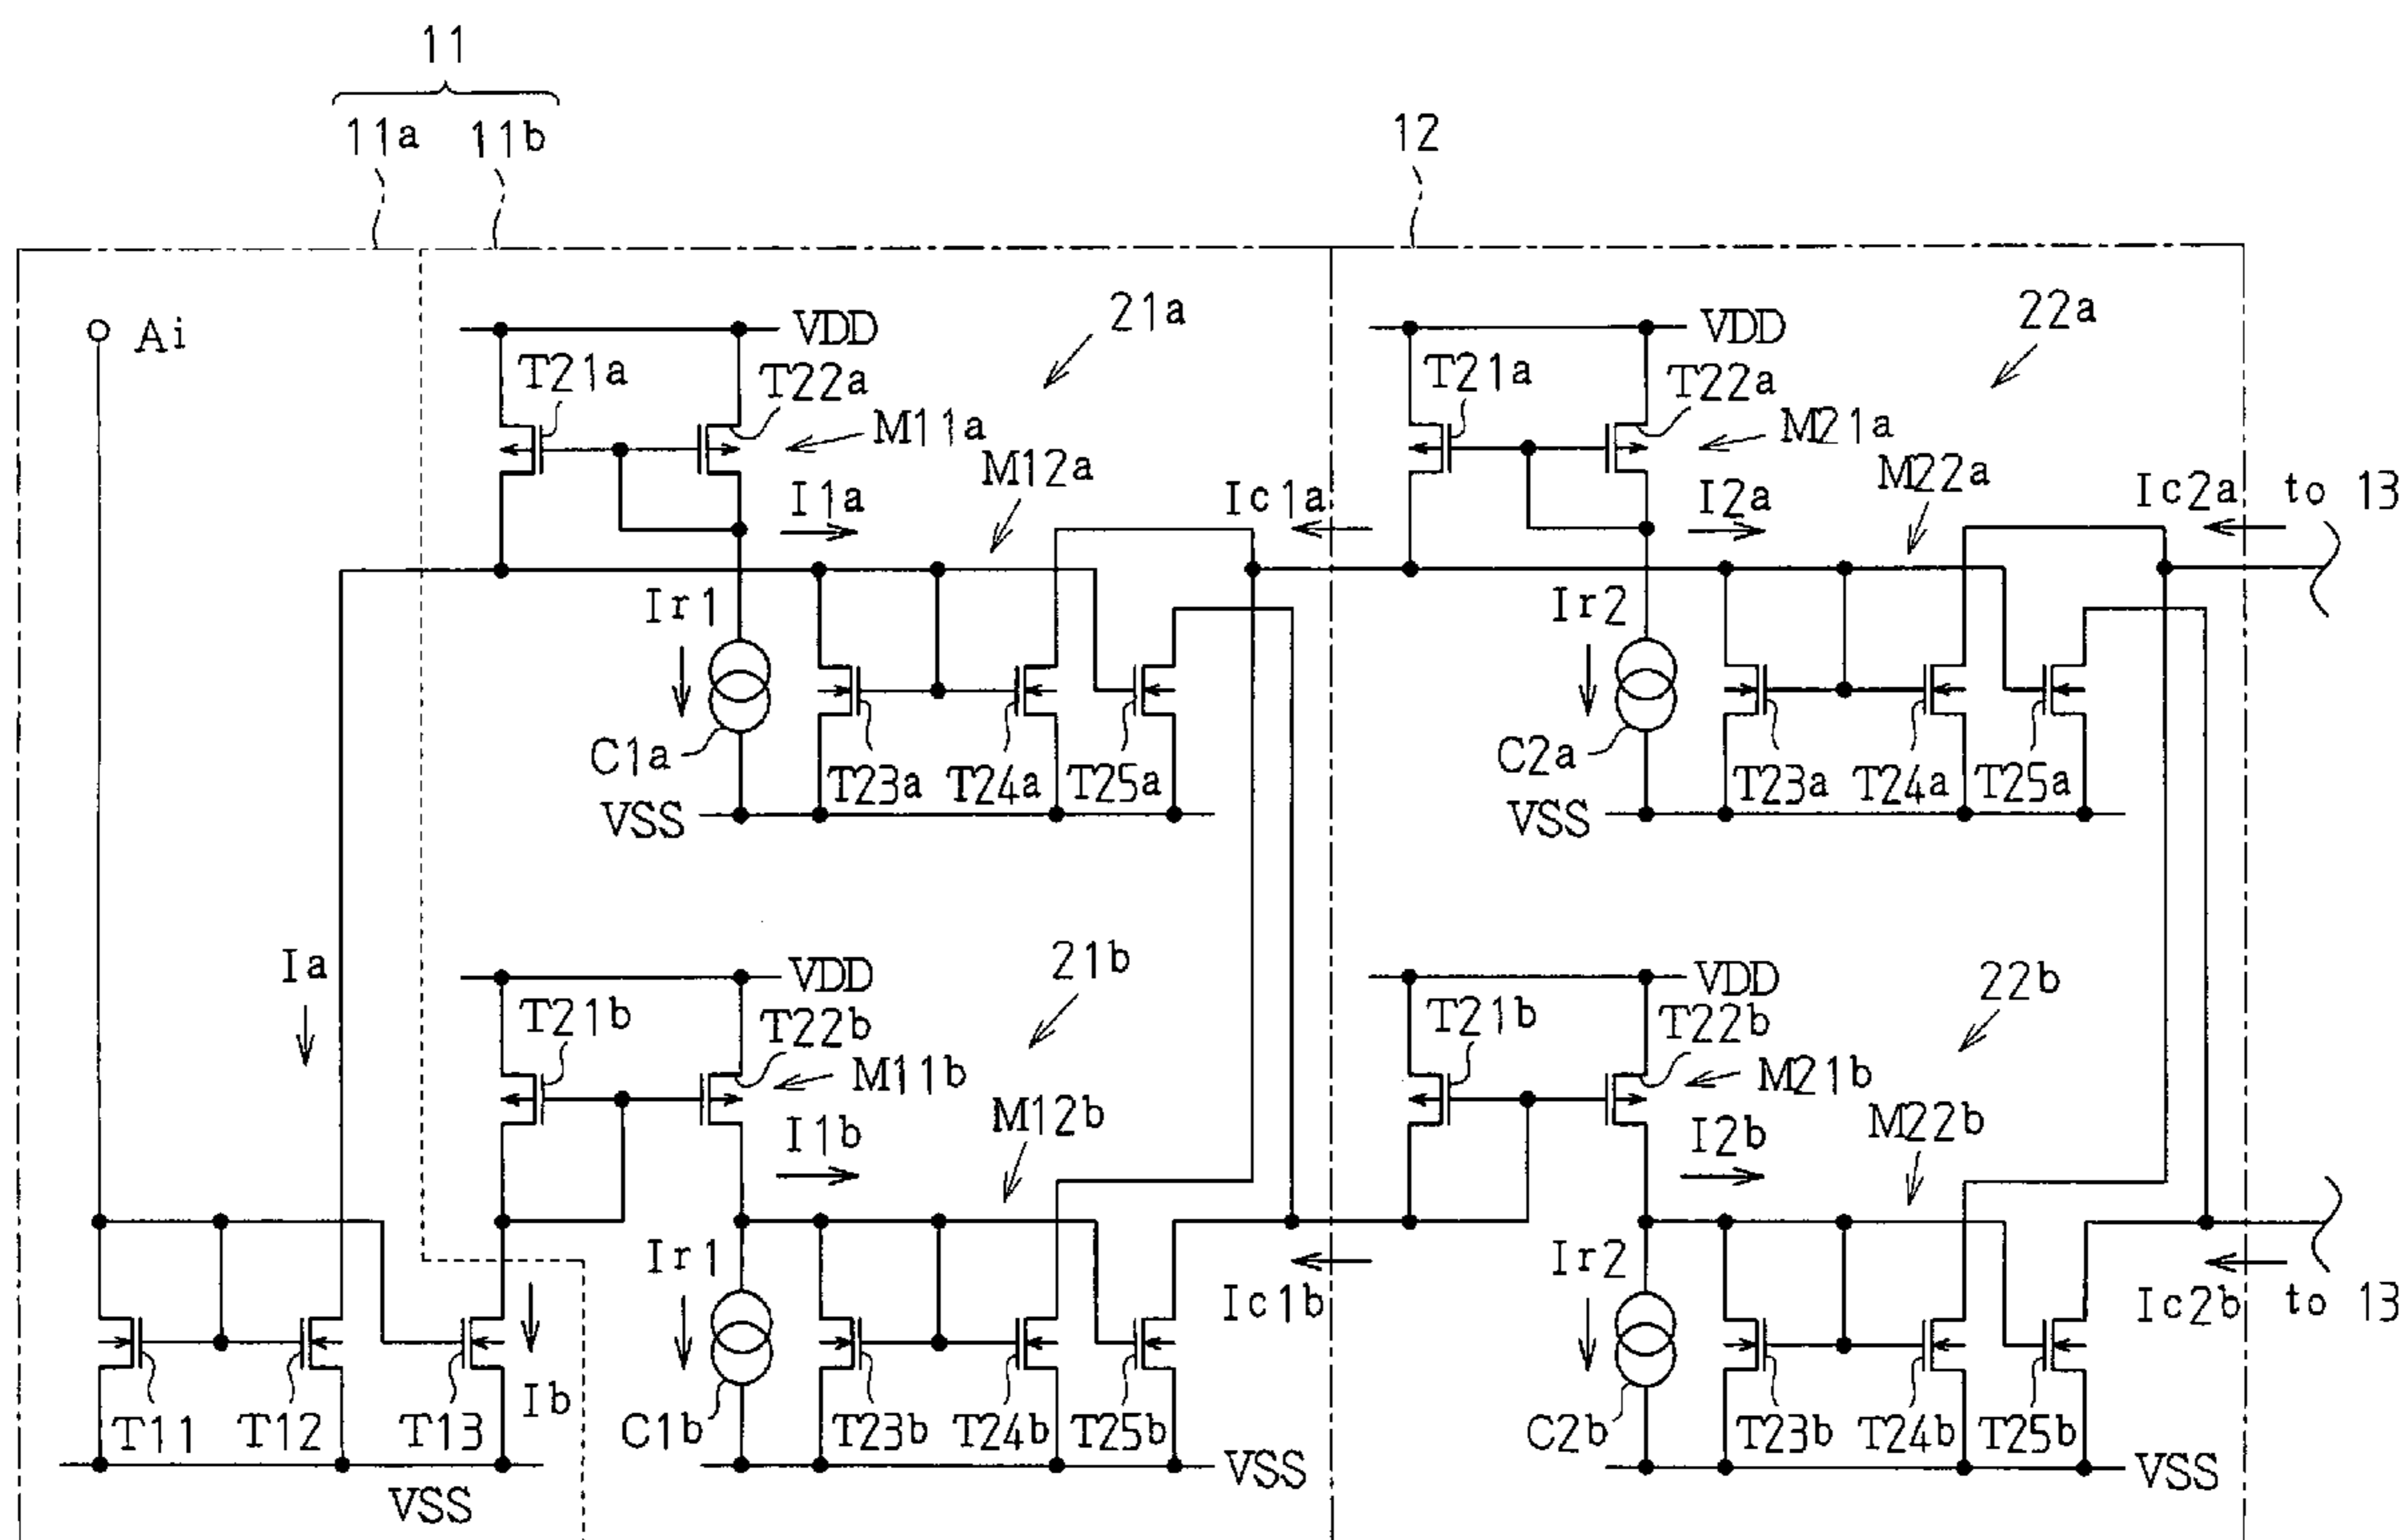 11
11a 11b
12
Ai
VDD
21a
T21a
T22a
M11a
M12a
I1a
Ic1a
Ir1
C1a
T23a T24a T25a
VSS
VDD
22a
T21a
T22a
M21a
M22a
I2a
Ic2a to 13
Ir2
C2a
T23a T24a T25a
VSS
Ia
VDD
21b
T21b
T22b
M11b
M12b
I1b
Ir1
Ic1b
C1b
T23b T24b T25b
VSS
T11 T12 T13
Ib
VSS
VDD
22b
T21b
T22b
M21b
M22b
I2b
Ir2
Ic2b to 13
C2b
T23b T24b T25b
VSS